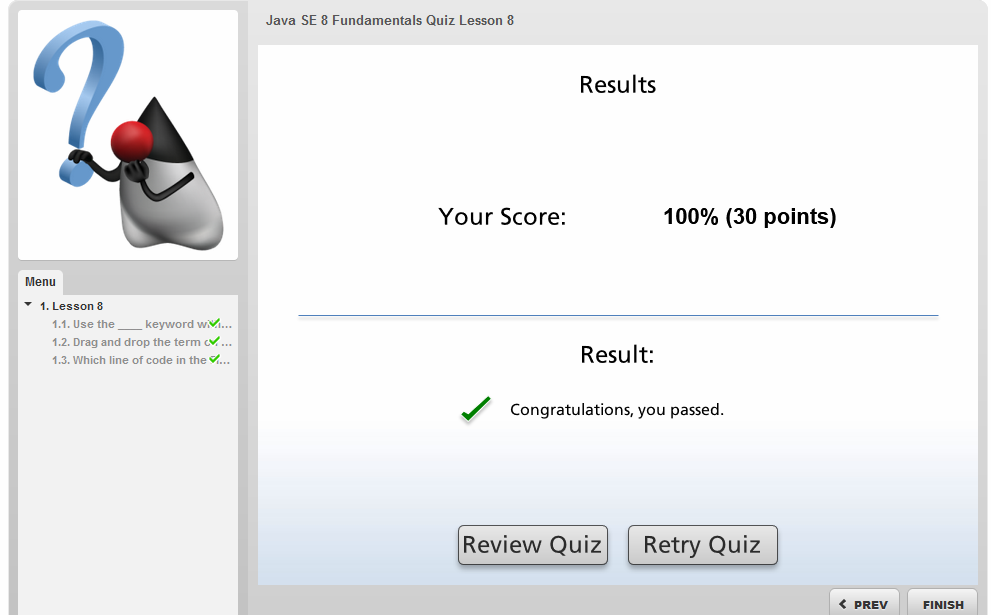 Java SE 8 Fundamentals Quiz Lesson 8
Results
Your Score: 100% (30 points)
Result:
Congratulations, you passed.
Review Quiz
Retry Quiz
Menu
1. Lesson 8
1.1. Use the ____ keyword ...
1.2. Drag and drop the term ...
1.3. Which line of code in the ...
PREV
FINISH